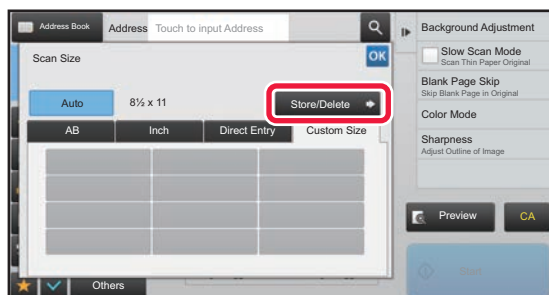 Address Book
Address
Touch to input Address
Scan Size
OK
Auto
8½ x 11
Store/Delete
AB
Inch
Direct Entry
Custom Size
Others
Background Adjustment
Slow Scan Mode
Scan Thin Paper Original
Blank Page Skip
Skip Blank Page in Original
Color Mode
Sharpness
Adjust Outline of Image
Preview
CA
Start